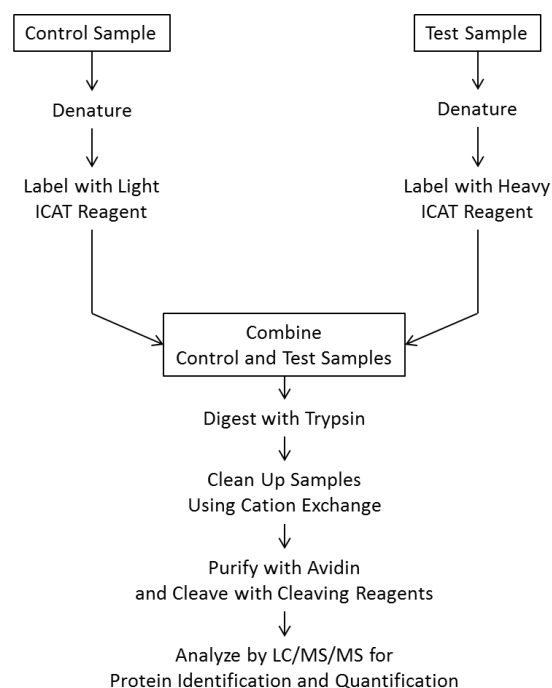 Control Sample
Test Sample
Denature
Denature
Label with Light
ICAT Reagent
Label with Heavy
ICAT Reagent
Combine
Control and Test Samples
Digest with Trypsin
Clean Up Samples
Using Cation Exchange
Purify with Avidin
and Cleave with Cleaving Reagents
Analyze by LC/MS/MS for
Protein Identification and Quantification